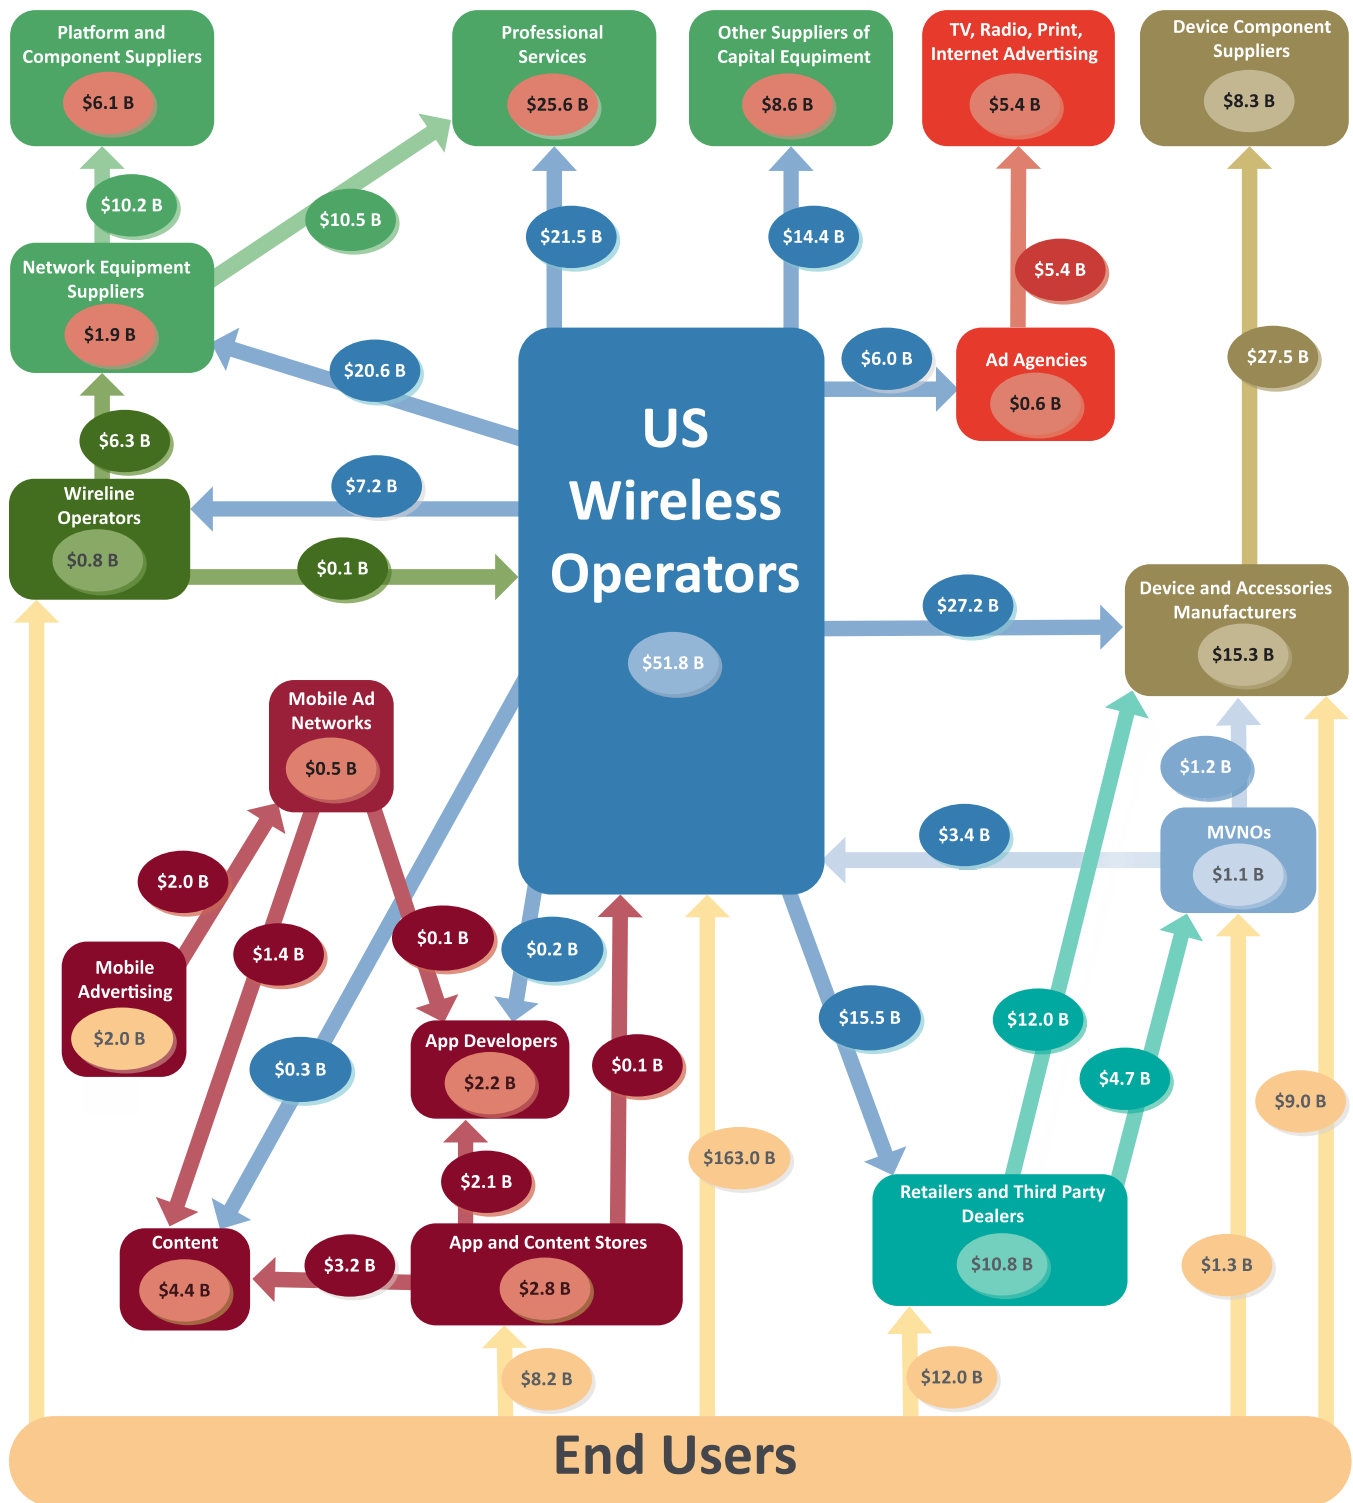 Platform and
Component Suppliers
$6.1 B
Professional
Services
$25.6 B
Other Suppliers of
Capital Equpiment
$8.6 B
TV, Radio, Print,
Internet Advertising
$5.4 B
Device Component
Suppliers
$8.3 B
$10.2 B
$10.5 B
$21.5 B
$14.4 B
$5.4 B
$27.5 B
Network Equipment
Suppliers
$1.9 B
$20.6 B
$6.0 B
Ad Agencies
$0.6 B
$6.3 B
$7.2 B
Wireline
Operators
$0.8 B
$0.1 B
US
Wireless
Operators
$51.8 B
$27.2 B
Device and Accessories
Manufacturers
$15.3 B
Mobile Ad
Networks
$0.5 B
$1.2 B
$3.4 B
MVNOs
$1.1 B
$2.0 B
$1.4 B
$0.1 B
$0.2 B
Mobile
Advertising
$2.0 B
$15.5 B
$12.0 B
$4.7 B
$9.0 B
$0.3 B
App Developers
$2.2 B
$0.1 B
$163.0 B
$2.1 B
Retailers and Third Party
Dealers
$10.8 B
Content
$4.4 B
$3.2 B
App and Content Stores
$2.8 B
$1.3 B
$8.2 B
$12.0 B
End Users